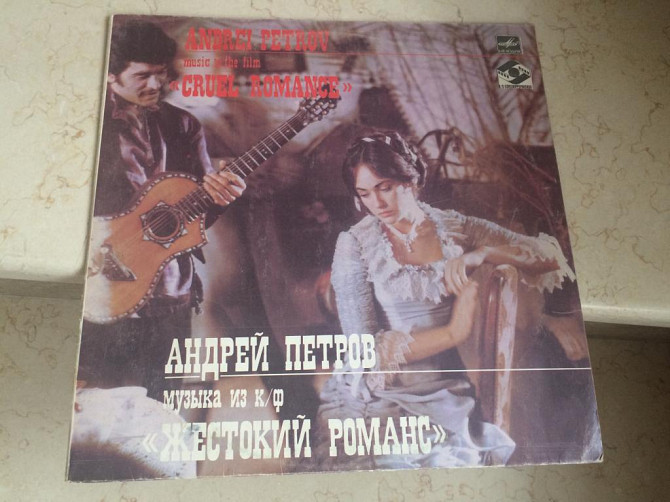 ANDREI PETROV
music to the film
«CRUEL ROMANCE»
АНДРЕЙ ПЕТРОВ
музыка из к/ф
«ЖЕСТОКИЙ РОМАНС»